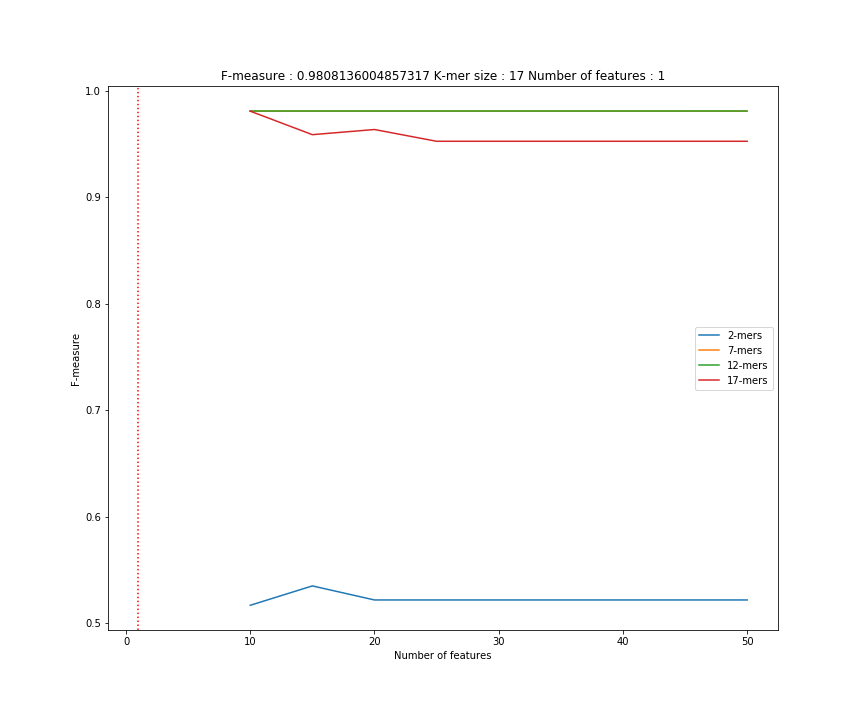 F-measure : 0.9808136004857317 K-mer size : 17 Number of features : 1
1.0
0.9
0.8
0.7
0.6
0.5
F-measure
2-mers
7-mers
12-mers
17-mers
0 10 20 30 40 50
Number of features